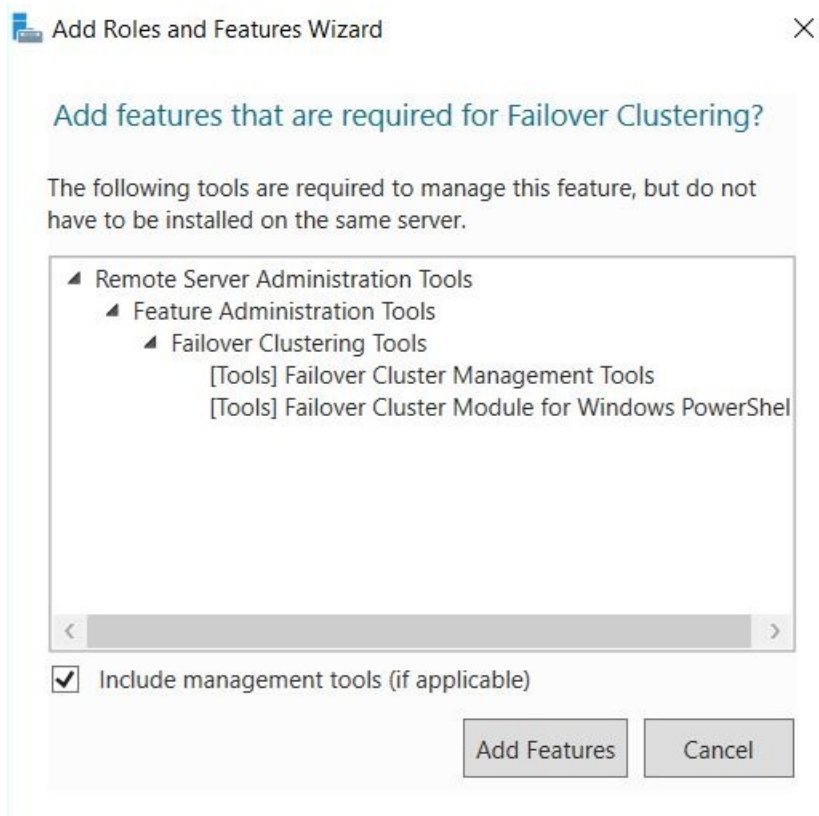 Add Roles and Features Wizard
Add features that are required for Failover Clustering?
The following tools are required to manage this feature, but do not
have to be installed on the same server.
Remote Server Administration Tools
Feature Administration Tools
Failover Clustering Tools
[Tools] Failover Cluster Management Tools
[Tools] Failover Cluster Module for Windows PowerShel
Include management tools (if applicable)
Add Features
Cancel